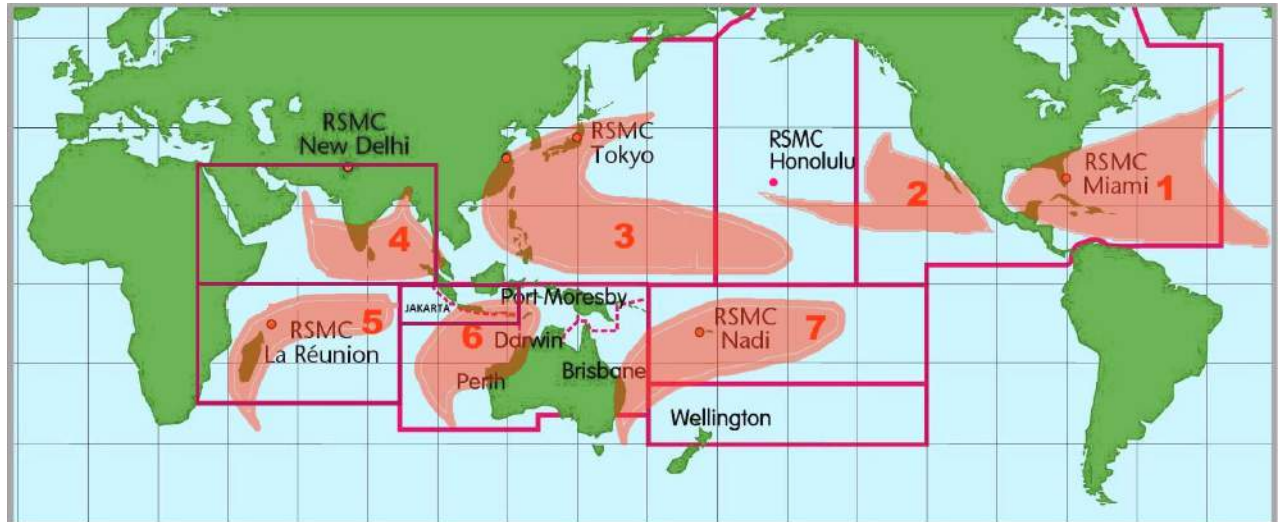 RSMC
New Delhi
RSMC
Tokyo
RSMC
Honolulu
RSMC
Miami
1
2
3
4
JAKARTA
Port Moresby
5
RSMC
La Réunion
6
Darwin
Perth
Brisbane
RSMC
Nadi
7
Wellington